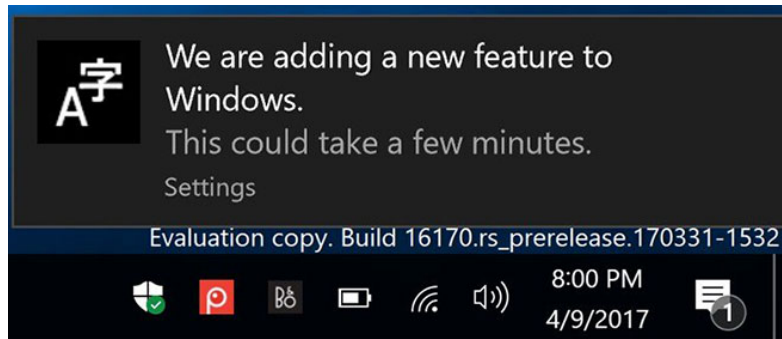 A字
We are adding a new feature to
Windows.
This could take a few minutes.
Settings
Evaluation copy. Build 16170.rs_prerelease.170331-1532
8:00 PM
4/9/2017
1